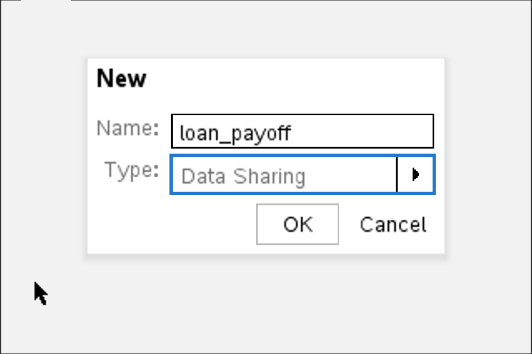 New
Name: loan_payoff
Type: Data Sharing
OK Cancel